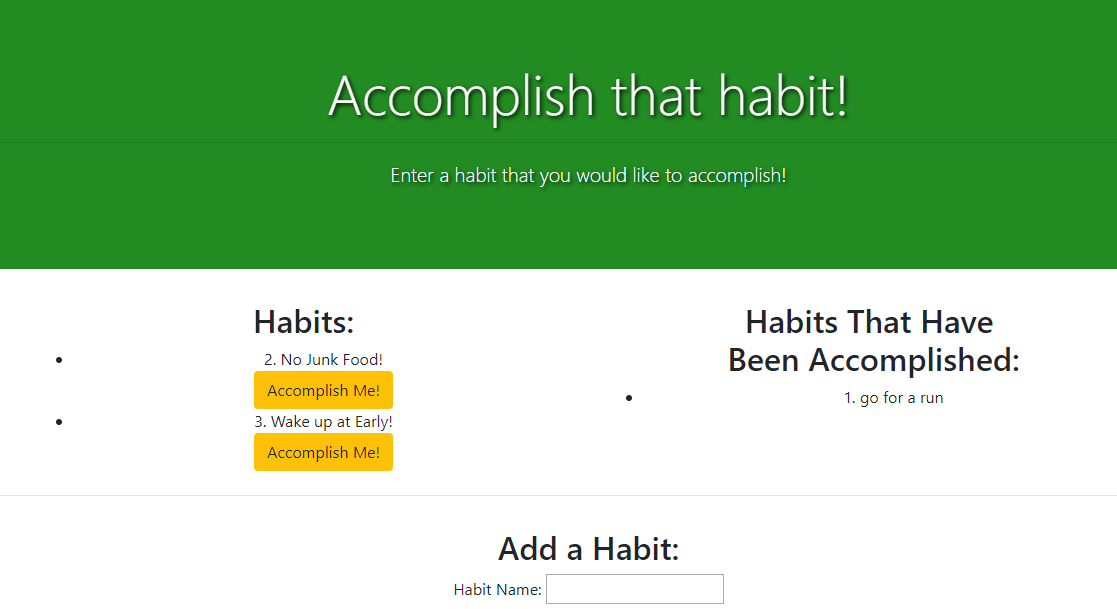 Accomplish that habit!
Enter a habit that you would like to accomplish!
Habits:
2. No Junk Food!
Accomplish Me!
3. Wake up at Early!
Accomplish Me!
Habits That Have
Been Accomplished:
1. go for a run
Add a Habit:
Habit Name: